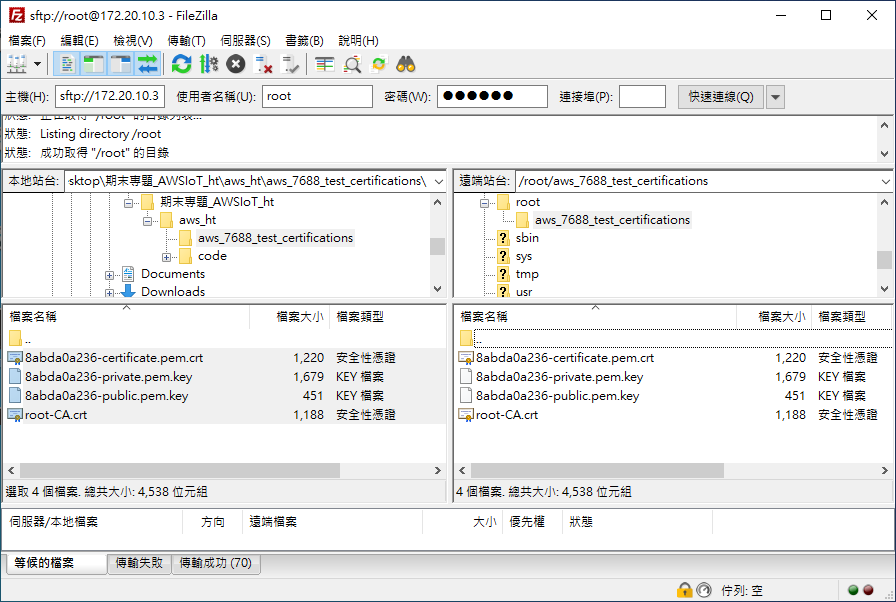 sftp://root@172.20.10.3 - FileZilla
檔案(F) 編輯(E) 檢視(V) 傳輸(T) 伺服器(S) 書籤(B) 說明(H)
主機(H): sftp://172.20.10.3 使用者名稱(U): root 密碼(W): ●●●●●● 連接埠(P): 快速連線(Q)
狀態: 正在取得 "/root" 的目錄列表...
狀態: Listing directory /root
狀態: 成功取得 "/root" 的目錄
本地站台: sktop\期末專題_AWSIoT_ht\aws_ht\aws_7688_test_certifications\
期末專題_AWSIoT_ht
aws_ht
aws_7688_test_certifications
code
Documents
Downloads
遠端站台: /root/aws_7688_test_certifications
root
aws_7688_test_certifications
? sbin
? sys
? tmp
? usr
檔案名稱 檔案大小 檔案類型
..
8abda0a236-certificate.pem.crt 1,220 安全性憑證
8abda0a236-private.pem.key 1,679 KEY 檔案
8abda0a236-public.pem.key 451 KEY 檔案
root-CA.crt 1,188 安全性憑證
選取 4 個檔案. 總共大小: 4,538 位元組
檔案名稱 檔案大小 檔案類型
..
8abda0a236-certificate.pem.crt 1,220 安全性憑證
8abda0a236-private.pem.key 1,679 KEY 檔案
8abda0a236-public.pem.key 451 KEY 檔案
root-CA.crt 1,188 安全性憑證
4 個檔案. 總共大小: 4,538 位元組
伺服器/本地檔案 方向 遠端檔案 大小 優先權 狀態
等候的檔案 傳輸失敗 傳輸成功 (70)
佇列: 空